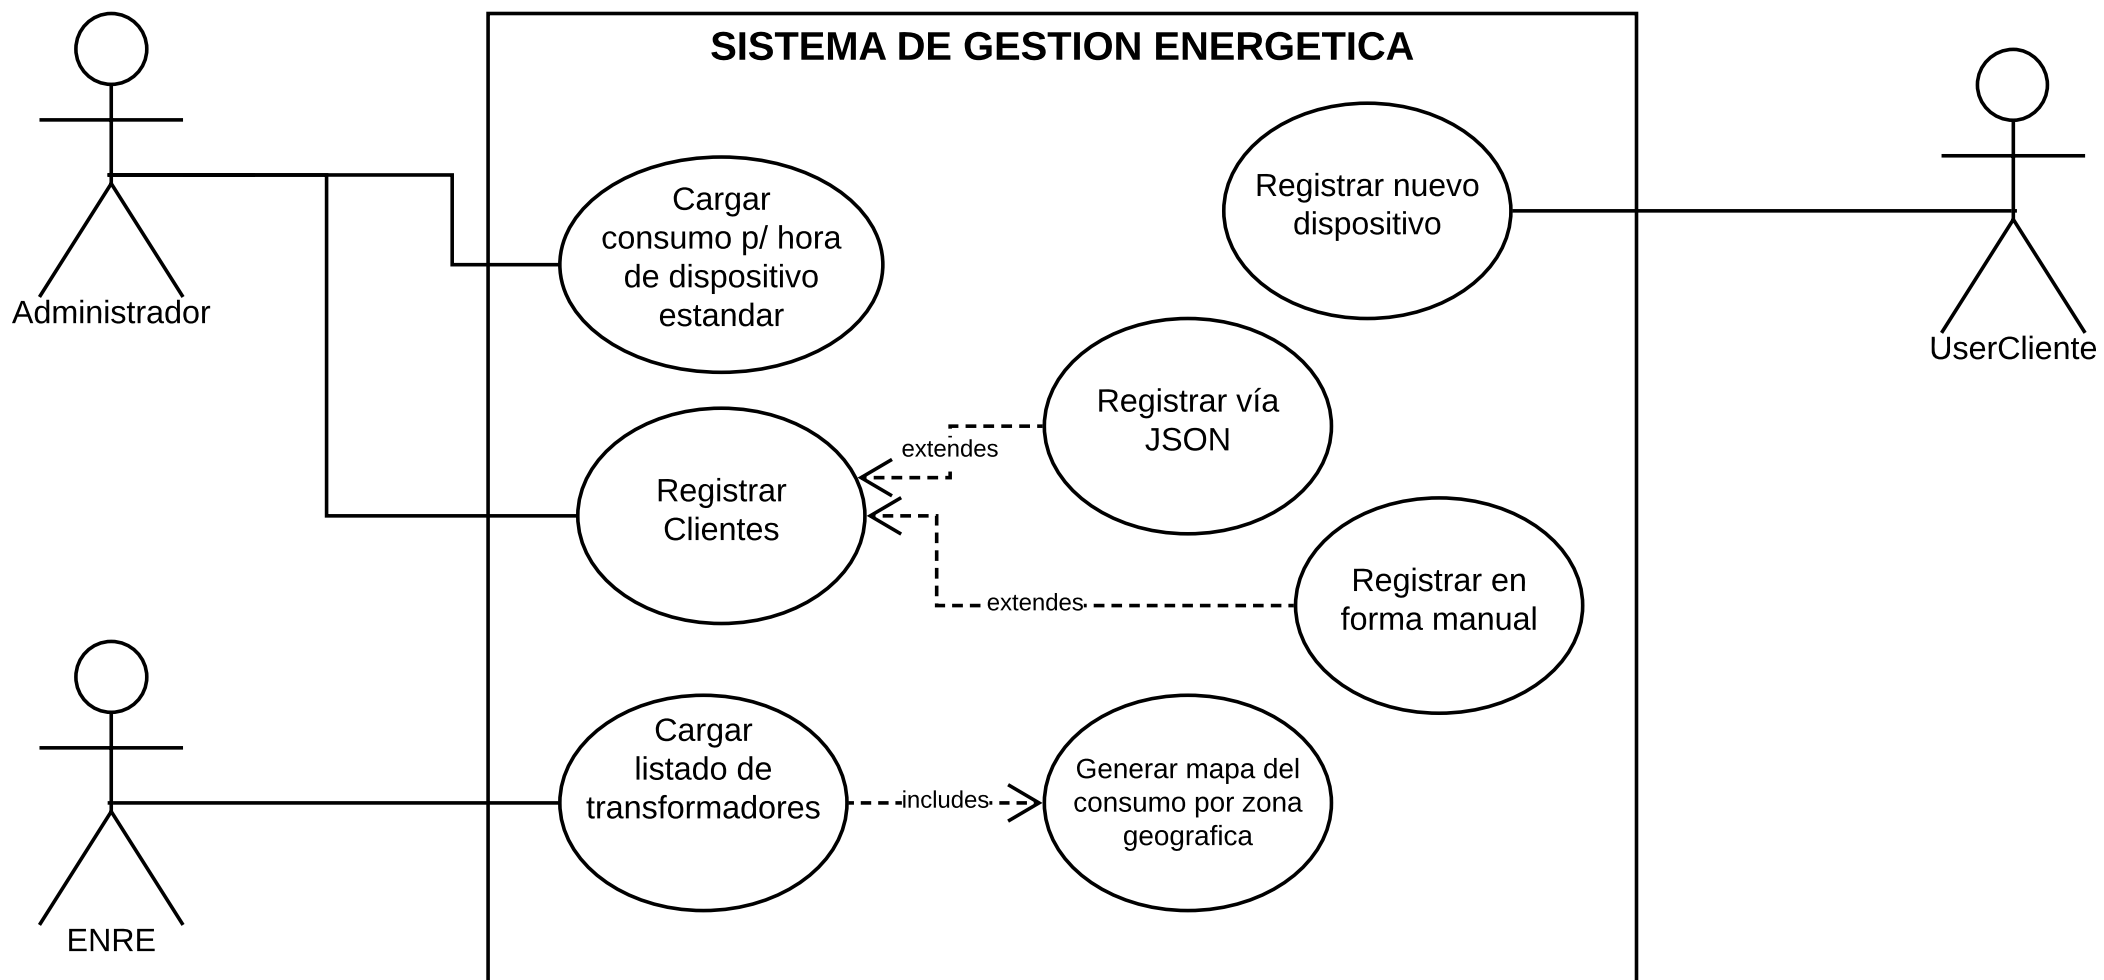 SISTEMA DE GESTION ENERGETICA
Administrador
Cargar
consumo p/ hora
de dispositivo
estandar
Registrar nuevo
dispositivo
UserCliente
Registrar vía
JSON
extendes
Registrar
Clientes
extendes
Registrar en
forma manual
ENRE
Cargar
listado de
transformadores
includes
Generar mapa del
consumo por zona
geografica